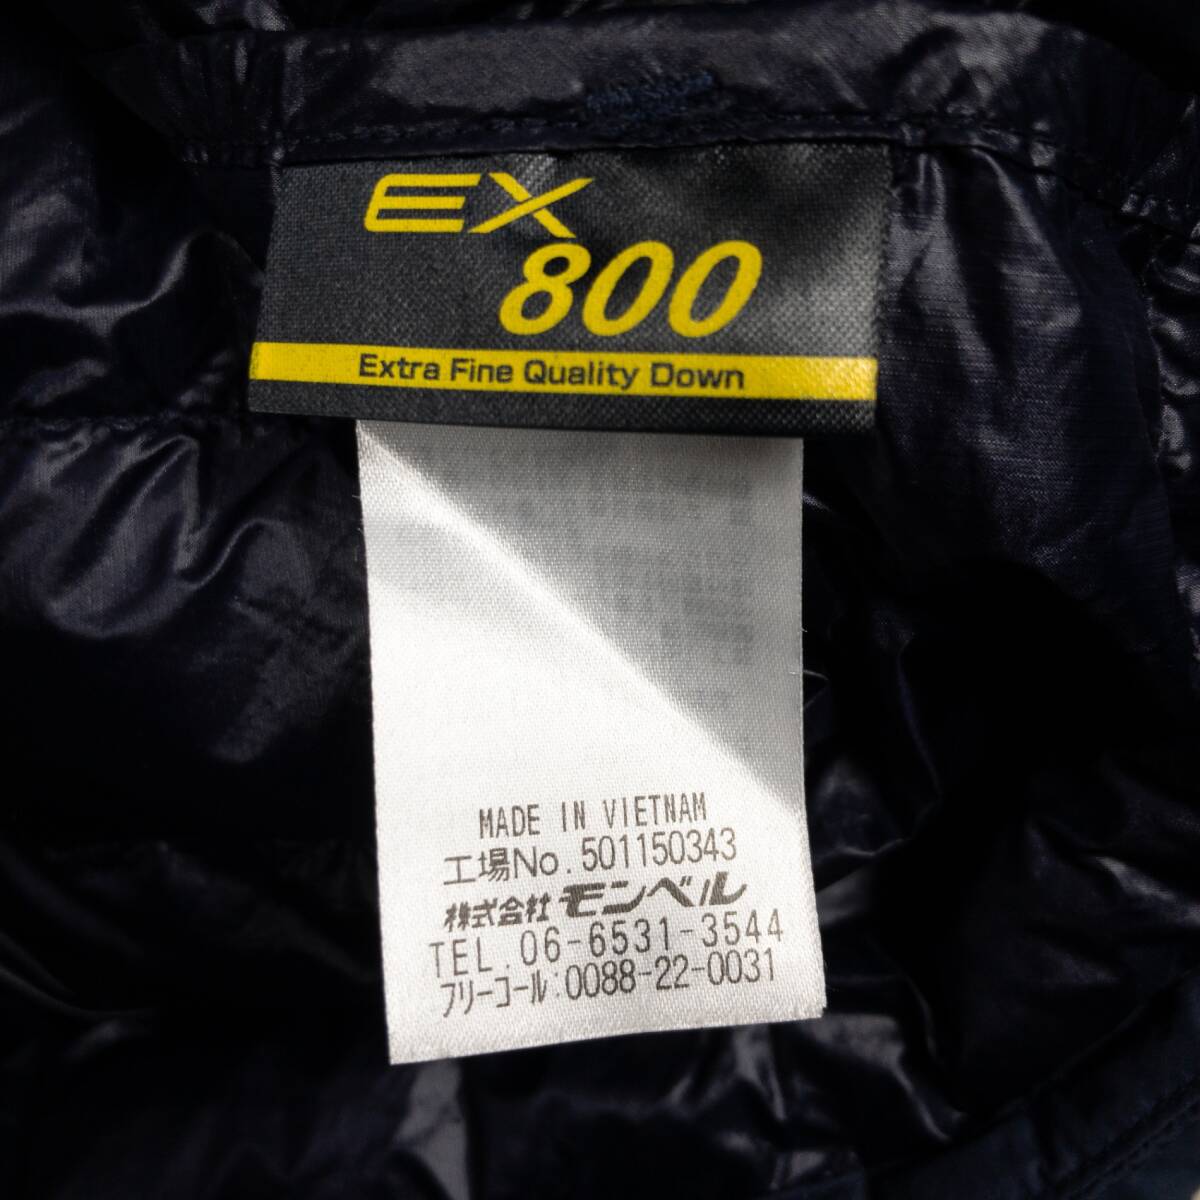 EX
800
Extra Fine Quality Down
MADE IN VIETNAM
工場No.501150343
株式会社 モンベル
TEL.06-6531-3544
フリーコール:0088-22-0031